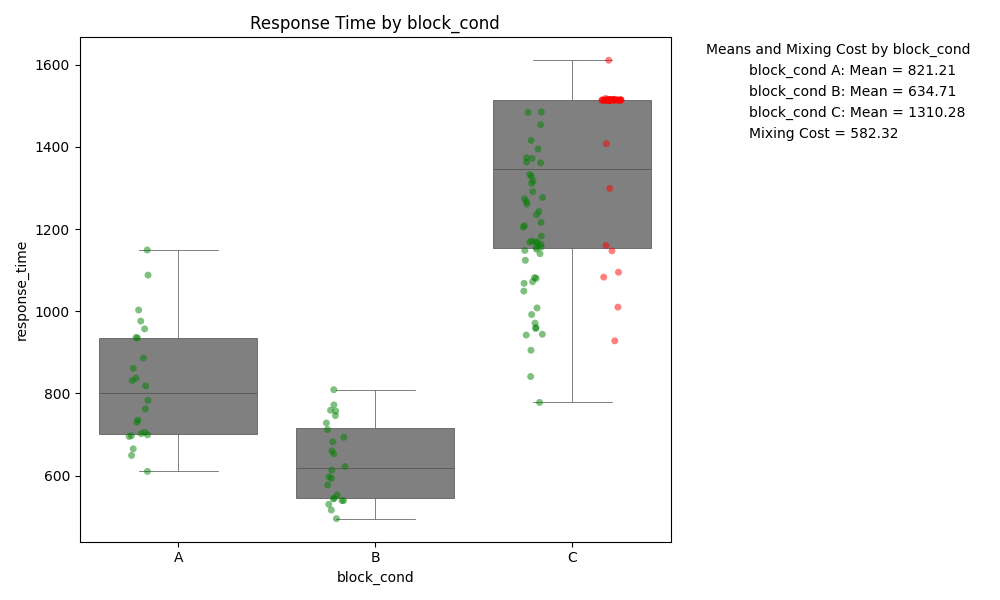 Response Time by block_cond
Means and Mixing Cost by block_cond
block_cond A: Mean = 821.21
block_cond B: Mean = 634.71
block_cond C: Mean = 1310.28
Mixing Cost = 582.32
response_time
1600
1400
1200
1000
800
600
A
B
C
block_cond